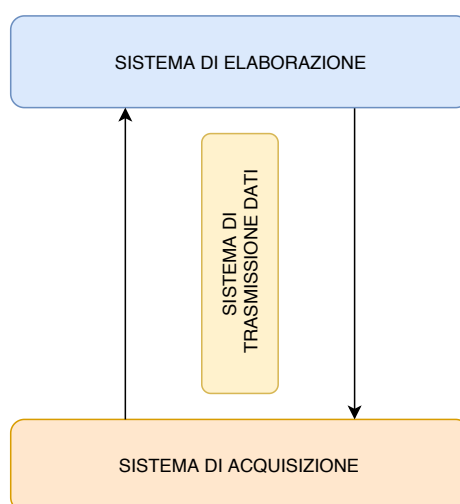 SISTEMA DI ELABORAZIONE
SISTEMA DI
TRASMISSIONE DATI
SISTEMA DI ACQUISIZIONE